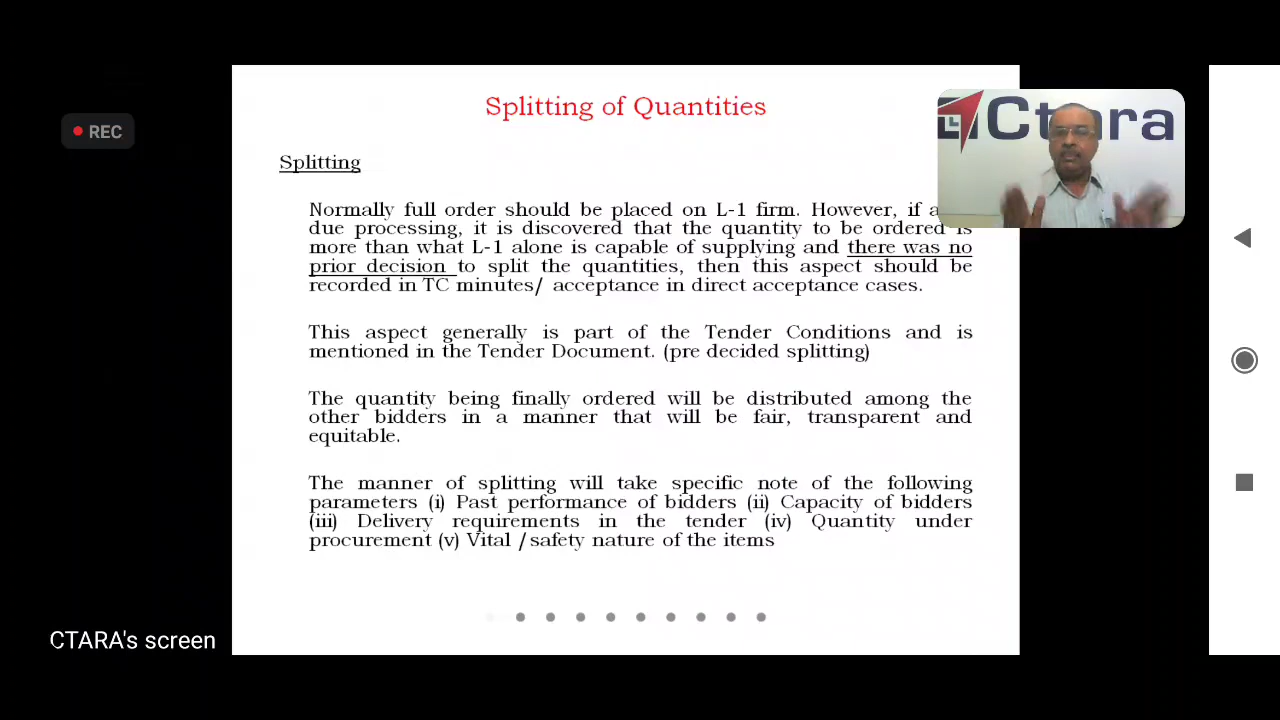 Splitting of Quantities
REC
Ctara
Splitting
Normally full order should be placed on L-1 firm. However, if a
due processing, it is discovered that the quantity to be ordered is
more than what L-1 alone is capable of supplying and there was no
prior decision to split the quantities, then this aspect should be
recorded in TC minutes/ acceptance in direct acceptance cases.
This aspect generally is part of the Tender Conditions and is
mentioned in the Tender Document. (pre decided splitting)
The quantity being finally ordered will be distributed among the
other bidders in a manner that will be fair, transparent and
equitable.
The manner of splitting will take specific note of the following
parameters (i) Past performance of bidders (ii) Capacity of bidders
(iii) Delivery requirements in the tender (iv) Quantity under
procurement (v) Vital /safety nature of the items
CTARA's screen